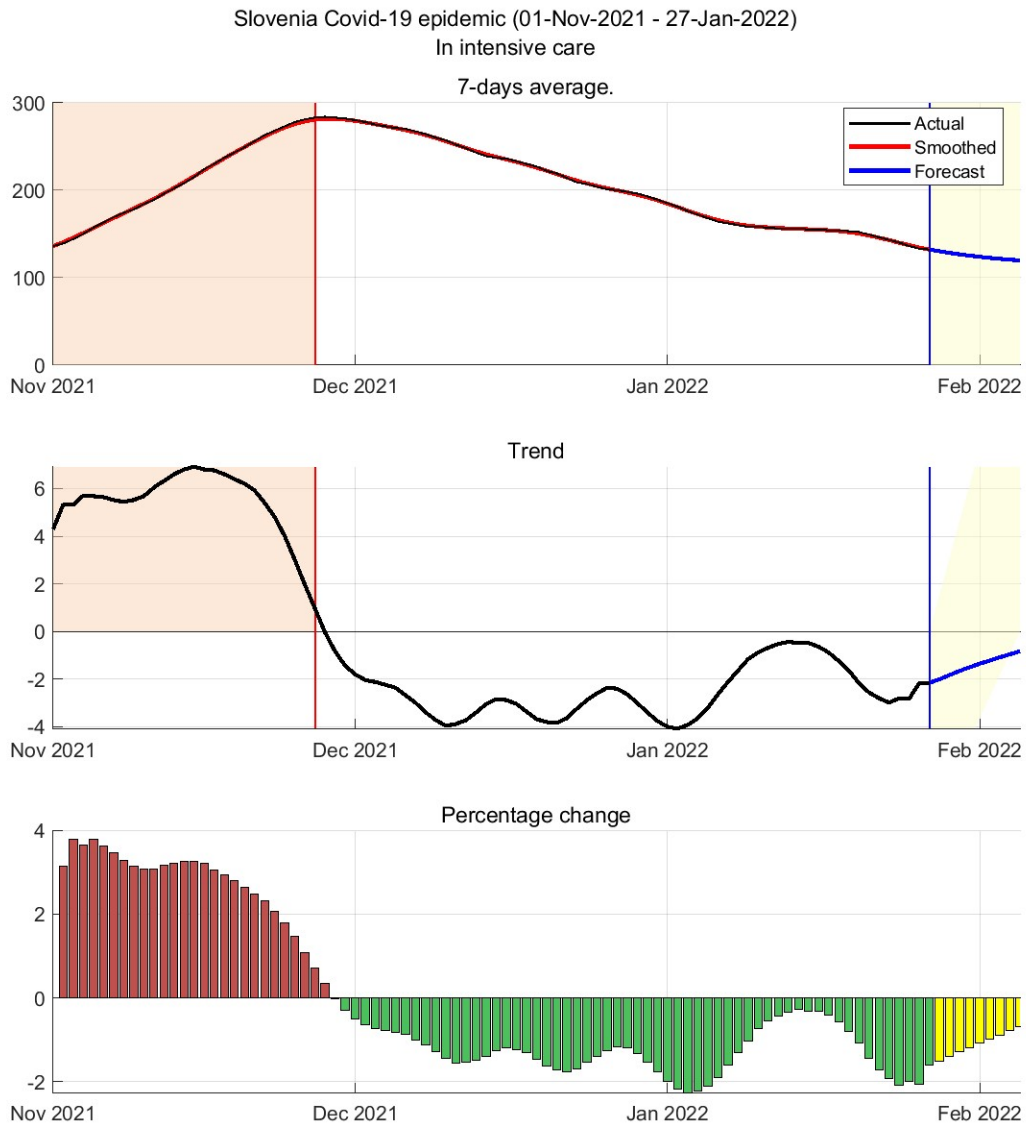 Slovenia Covid-19 epidemic (01-Nov-2021 - 27-Jan-2022)
In intensive care
7-days average.
300
200
100
0
Actual
Smoothed
Forecast
Nov 2021 Dec 2021 Jan 2022 Feb 2022
Trend
6
4
2
0
-2
-4
Nov 2021 Dec 2021 Jan 2022 Feb 2022
Percentage change
4
2
0
-2
Nov 2021 Dec 2021 Jan 2022 Feb 2022